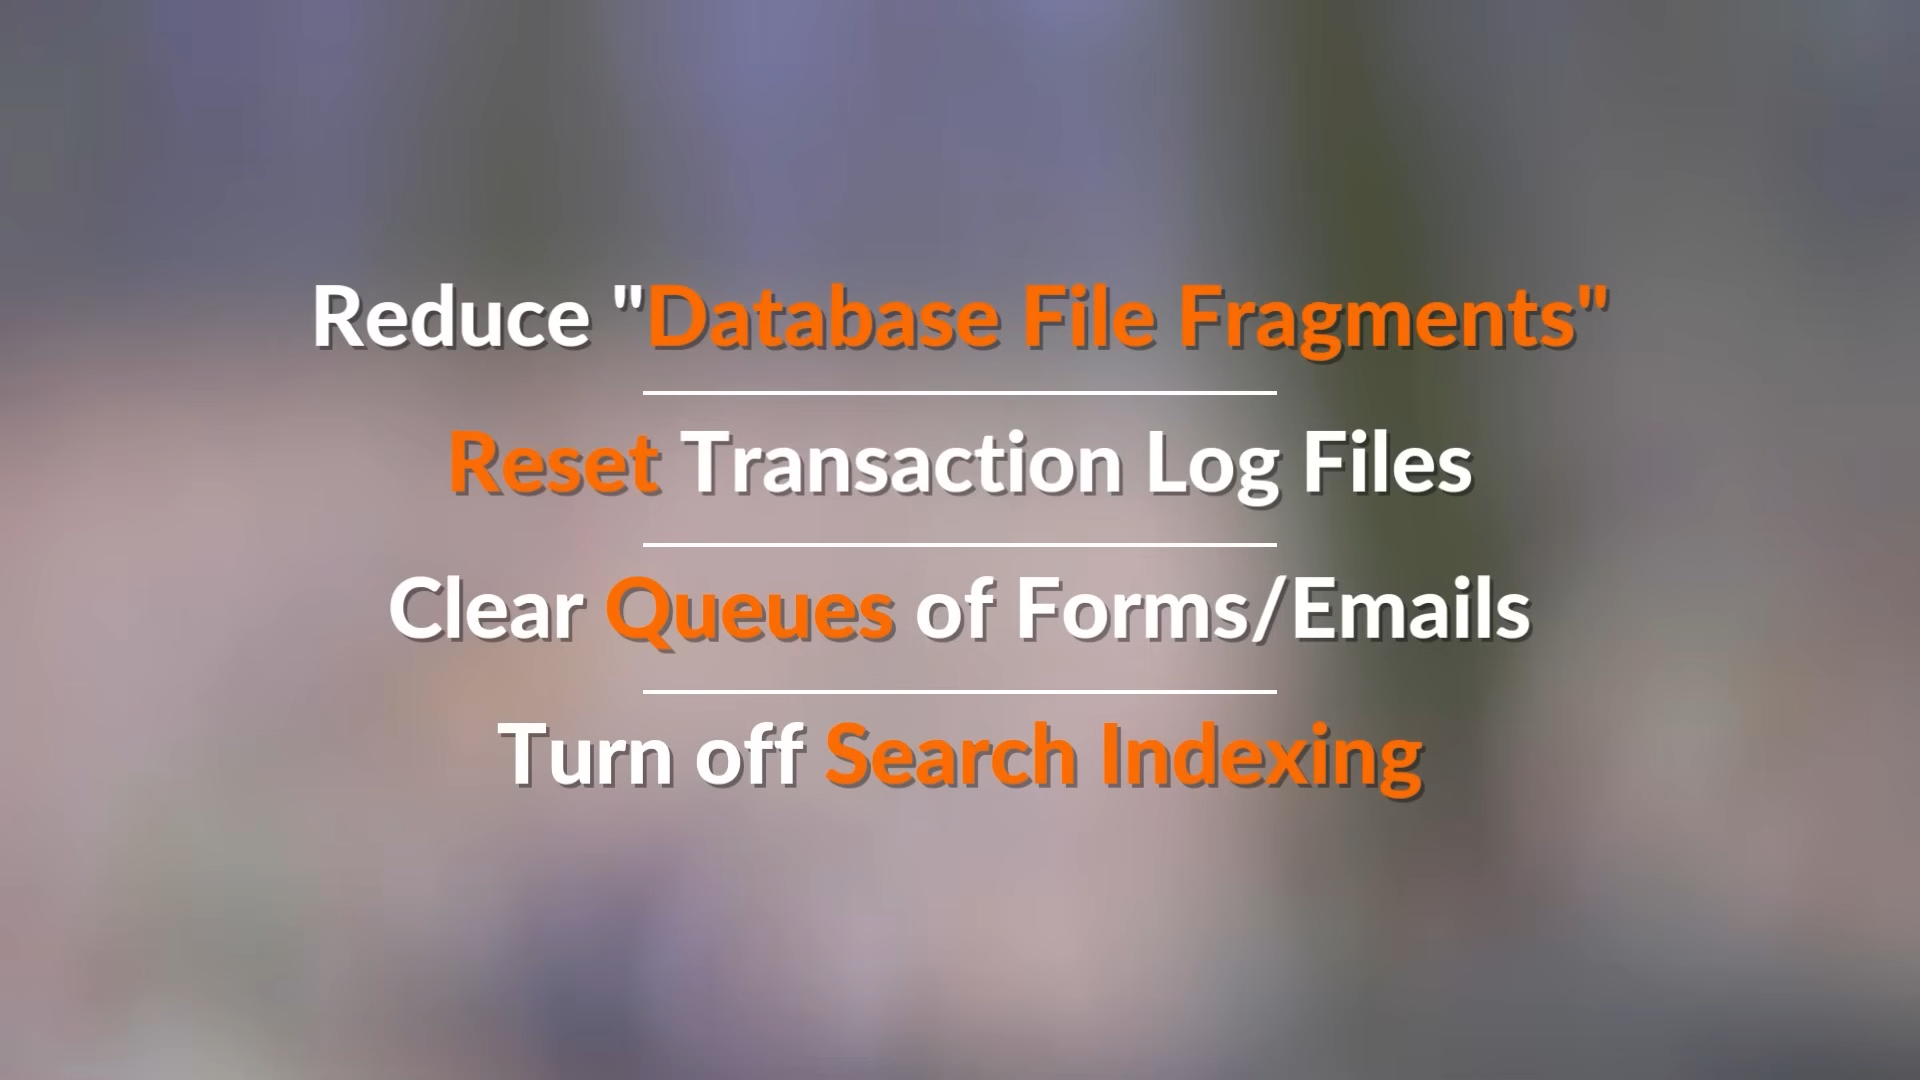 Reduce "Database File Fragments"
Reset Transaction Log Files
Clear Queues of Forms/Emails
Turn off Search Indexing